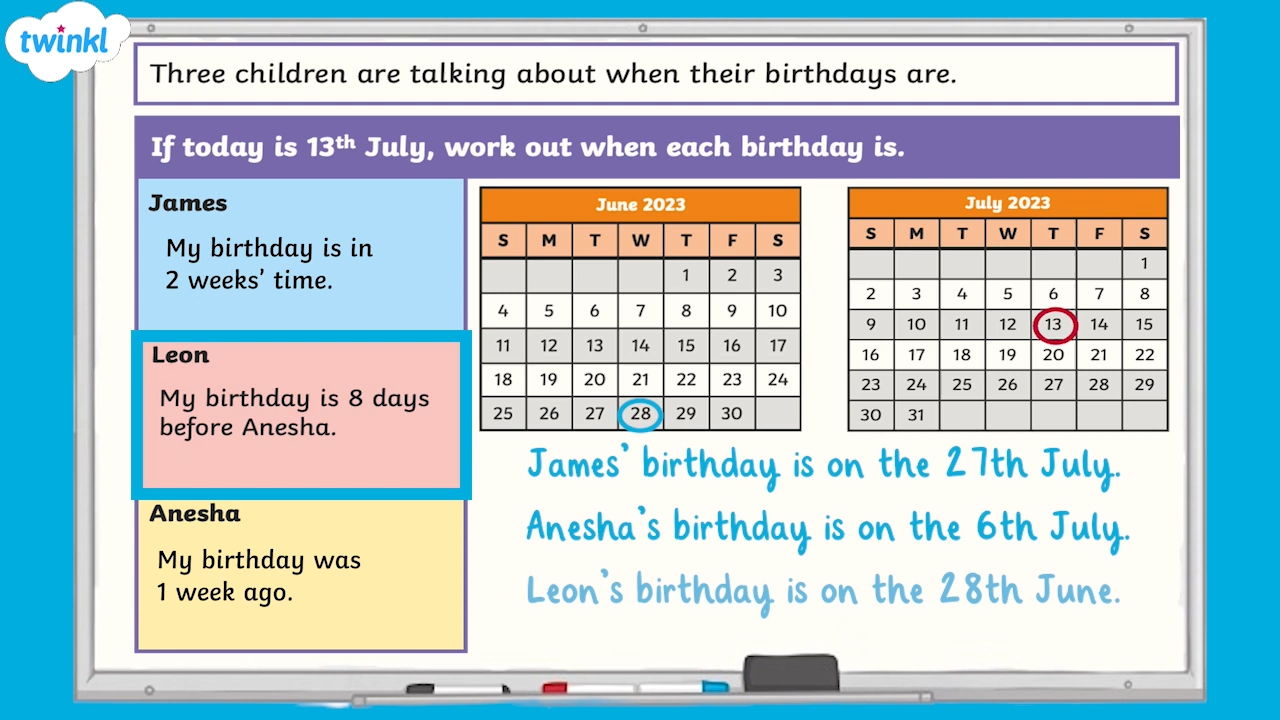 twinkl
Three children are talking about when their birthdays are.
If today is 13th July, work out when each birthday is.
James
My birthday is in
2 weeks' time.
Leon
My birthday is 8 days
before Anesha.
Anesha
My birthday was
1 week ago.
June 2023
S M T W T F S
1 2 3
4 5 6 7 8 9 10
11 12 13 14 15 16 17
18 19 20 21 22 23 24
25 26 27 28 29 30
July 2023
S M T W T F S
1
2 3 4 5 6 7 8
9 10 11 12 13 14 15
16 17 18 19 20 21 22
23 24 25 26 27 28 29
30 31
James' birthday is on the 27th July.
Anesha's birthday is on the 6th July.
Leon's birthday is on the 28th June.